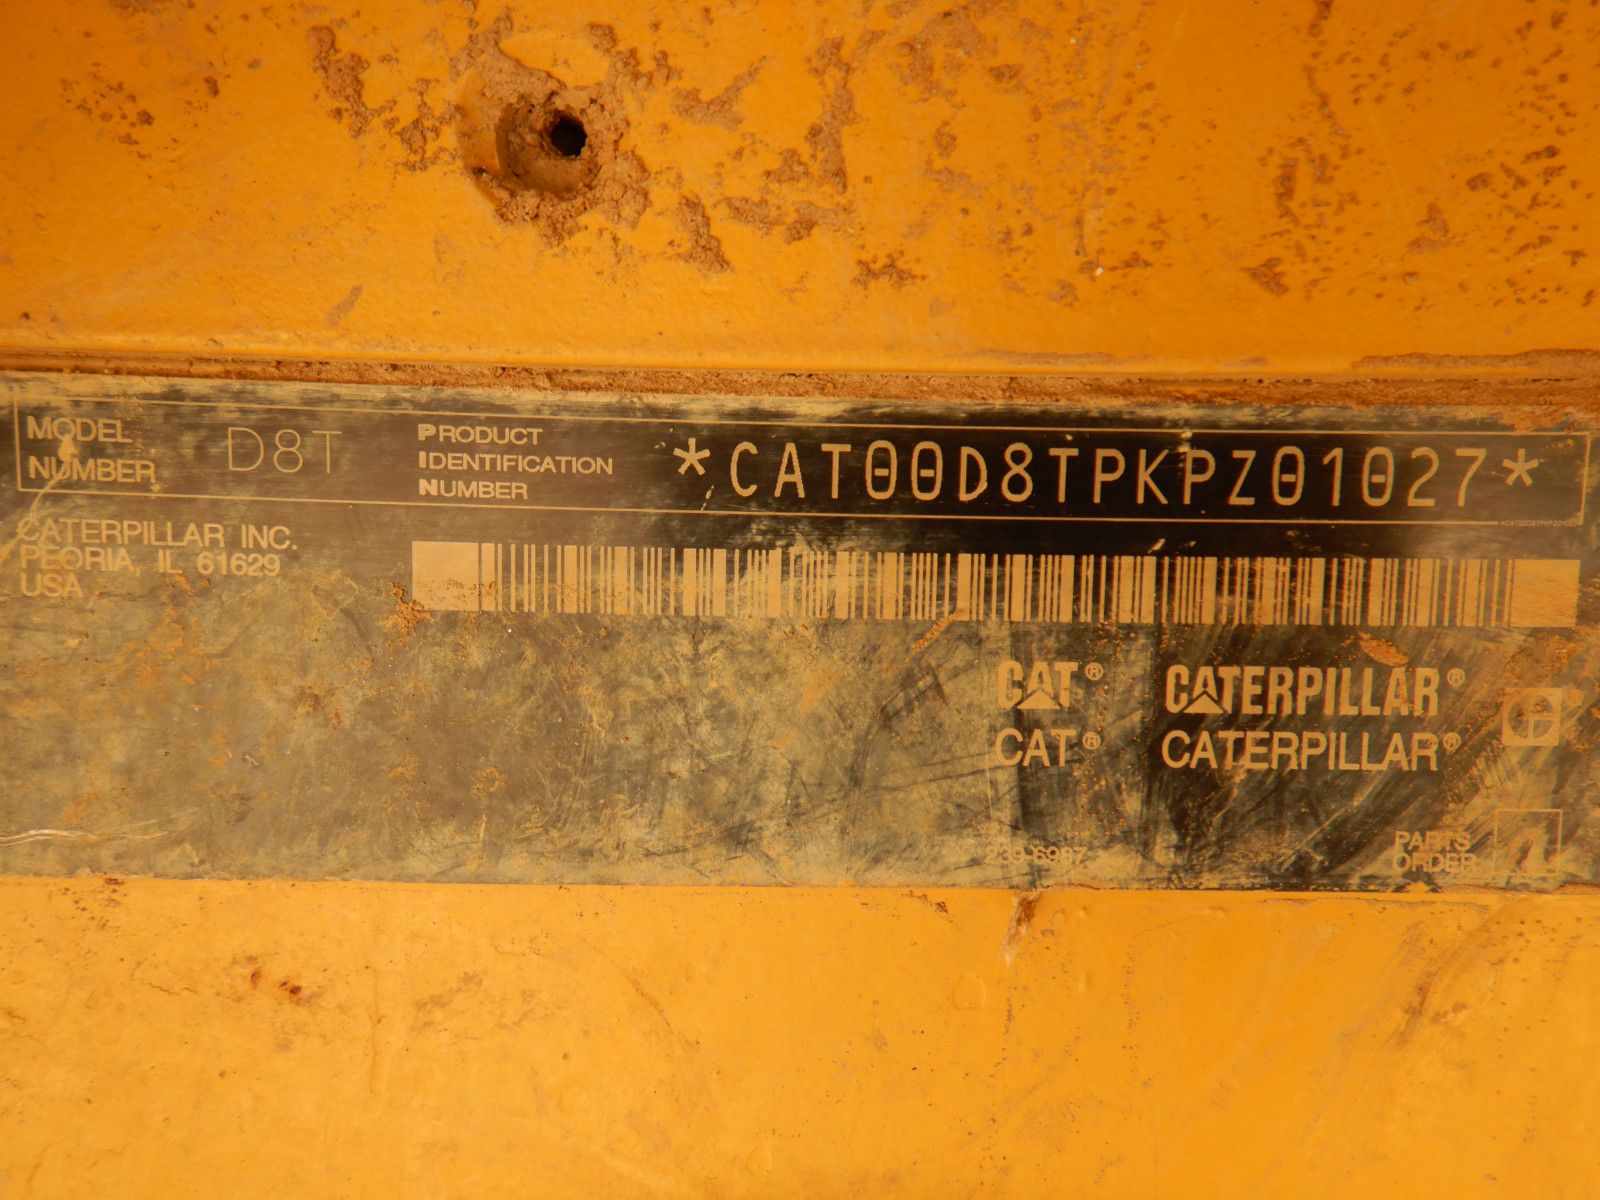 MODEL
NUMBER
D8T
PRODUCT
IDENTIFICATION
NUMBER
*CAT00D8TPKPZ01027*
CATERPILLAR INC.
PEORIA, IL 61629
USA
CAT® CATERPILLAR®
CAT® CATERPILLAR®
PARTS
ORDER